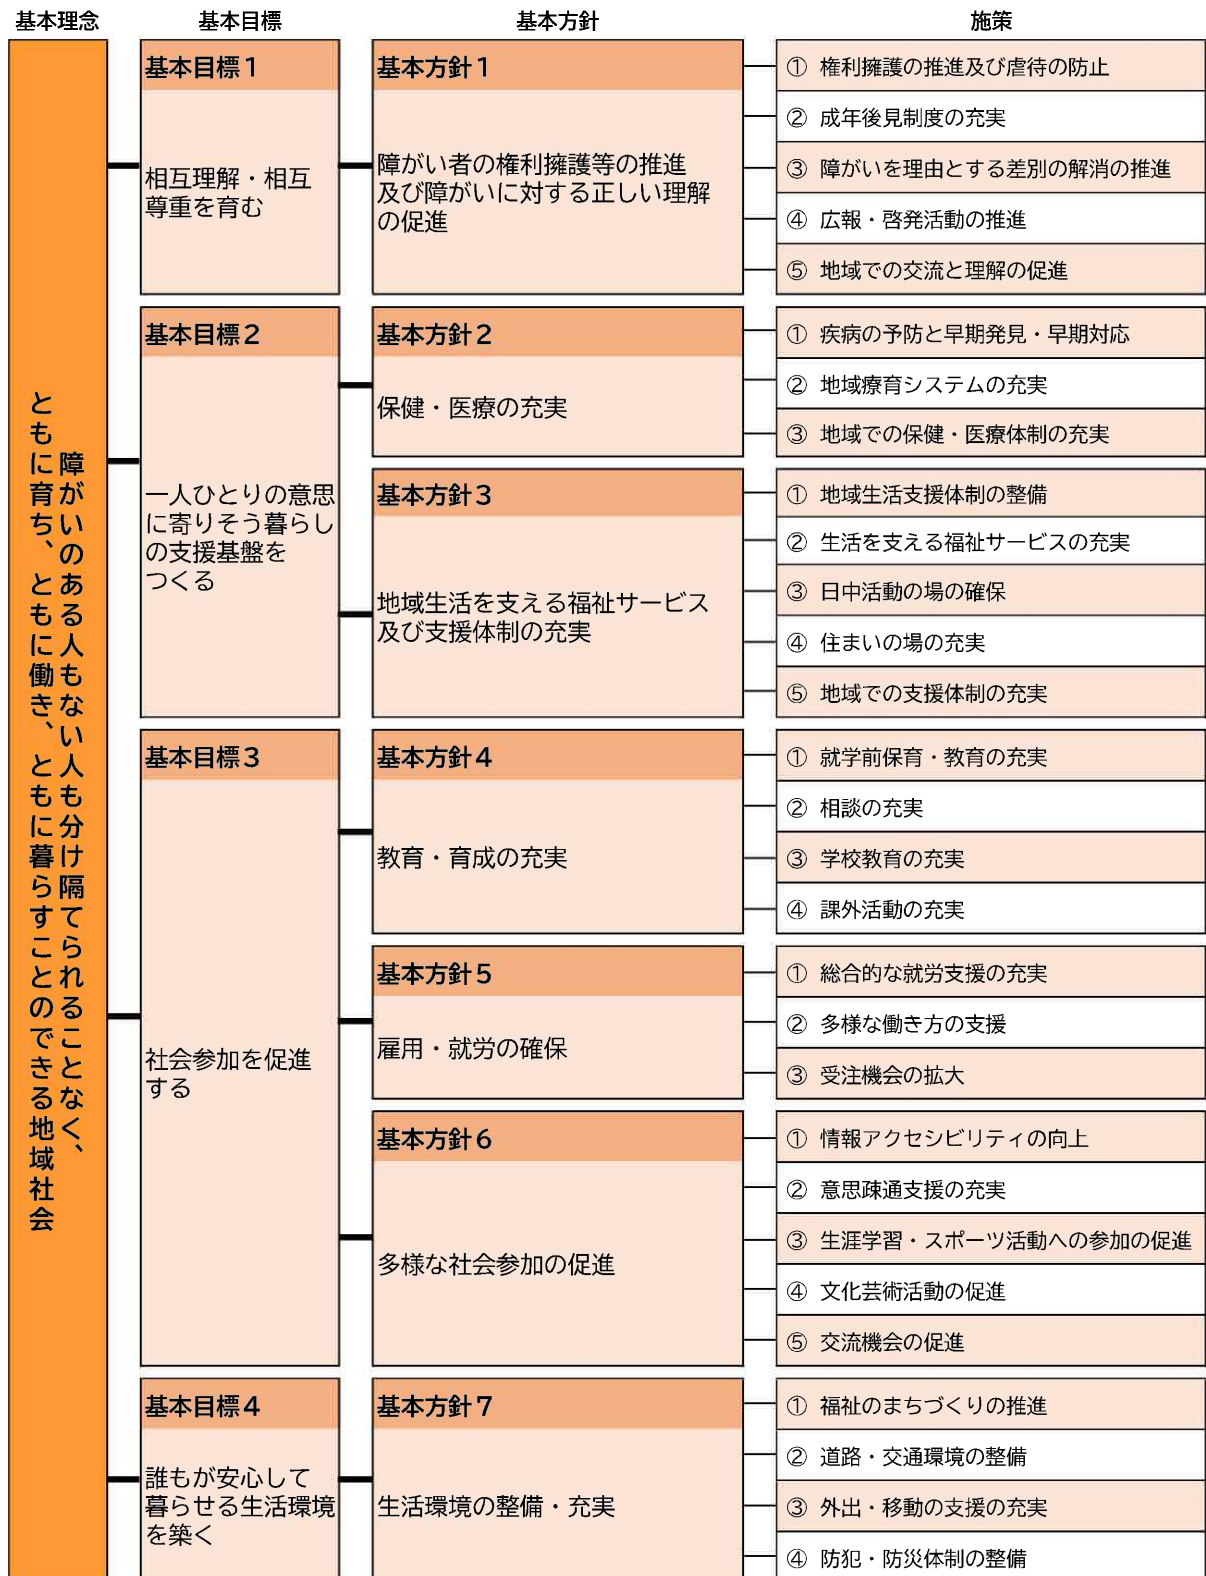 基本理念 基本目標 基本方針 施策
障がいのある人もない人も分け隔てられることなく、
ともに育ち、ともに働き、ともに暮らすことのできる地域社会
基本目標1
相互理解・相互
尊重を育む
基本方針1
障がい者の権利擁護等の推進
及び障がいに対する正しい理解
の促進
① 権利擁護の推進及び虐待の防止
② 成年後見制度の充実
③ 障がいを理由とする差別の解消の推進
④ 広報・啓発活動の推進
⑤ 地域での交流と理解の促進
基本目標2
一人ひとりの意思
に寄りそう暮らし
の支援基盤を
つくる
基本方針2
保健・医療の充実
① 疾病の予防と早期発見・早期対応
② 地域療育システムの充実
③ 地域での保健・医療体制の充実
基本方針3
地域生活を支える福祉サービス
及び支援体制の充実
① 地域生活支援体制の整備
② 生活を支える福祉サービスの充実
③ 日中活動の場の確保
④ 住まいの場の充実
⑤ 地域での支援体制の充実
基本目標3
社会参加を促進
する
基本方針4
教育・育成の充実
① 就学前保育・教育の充実
② 相談の充実
③ 学校教育の充実
④ 課外活動の充実
基本方針5
雇用・就労の確保
① 総合的な就労支援の充実
② 多様な働き方の支援
③ 受注機会の拡大
基本方針6
多様な社会参加の促進
① 情報アクセシビリティの向上
② 意思疎通支援の充実
③ 生涯学習・スポーツ活動への参加の促進
④ 文化芸術活動の促進
⑤ 交流機会の促進
基本目標4
誰もが安心して
暮らせる生活環境
を築く
基本方針7
生活環境の整備・充実
① 福祉のまちづくりの推進
② 道路・交通環境の整備
③ 外出・移動の支援の充実
④ 防犯・防災体制の整備